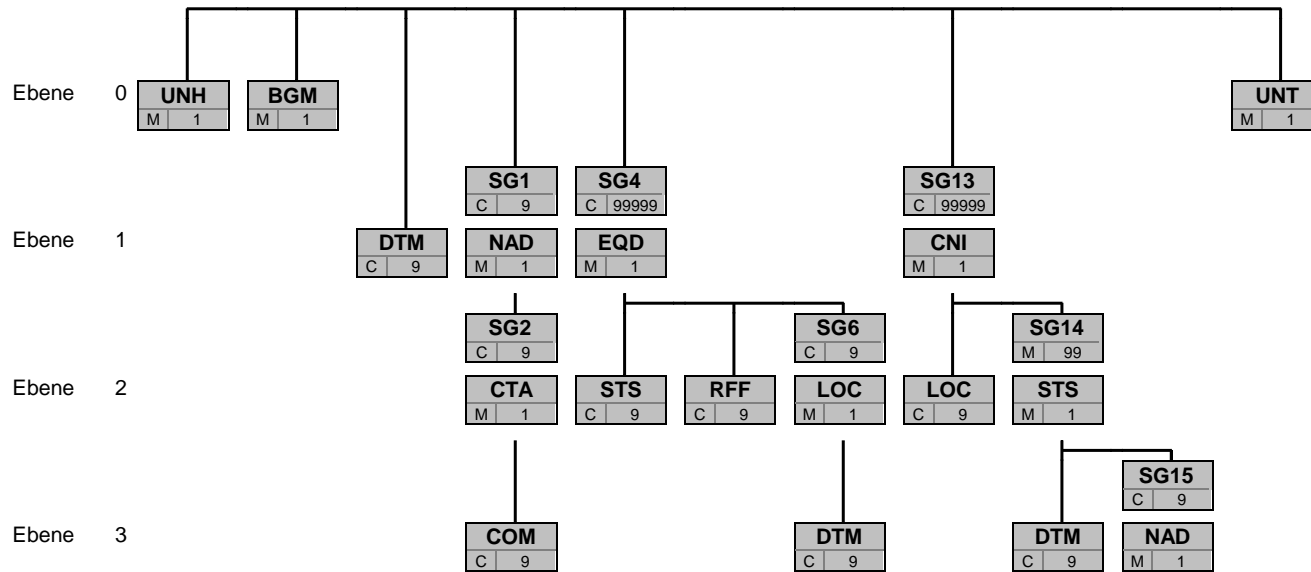 Ebene 0 UNH BGM UNT
M 1 M 1 M 1
SG1 SG4 SG13
C 9 C 99999 C 99999
Ebene 1 DTM NAD EQD CNI
C 9 M 1 M 1 M 1
SG2 SG6 SG14
C 9 C 9 M 99
Ebene 2 CTA STS RFF LOC LOC STS
M 1 C 9 C 9 M 1 C 9 M 1
SG15
C 9
Ebene 3 COM DTM DTM NAD
C 9 C 9 C 9 M 1